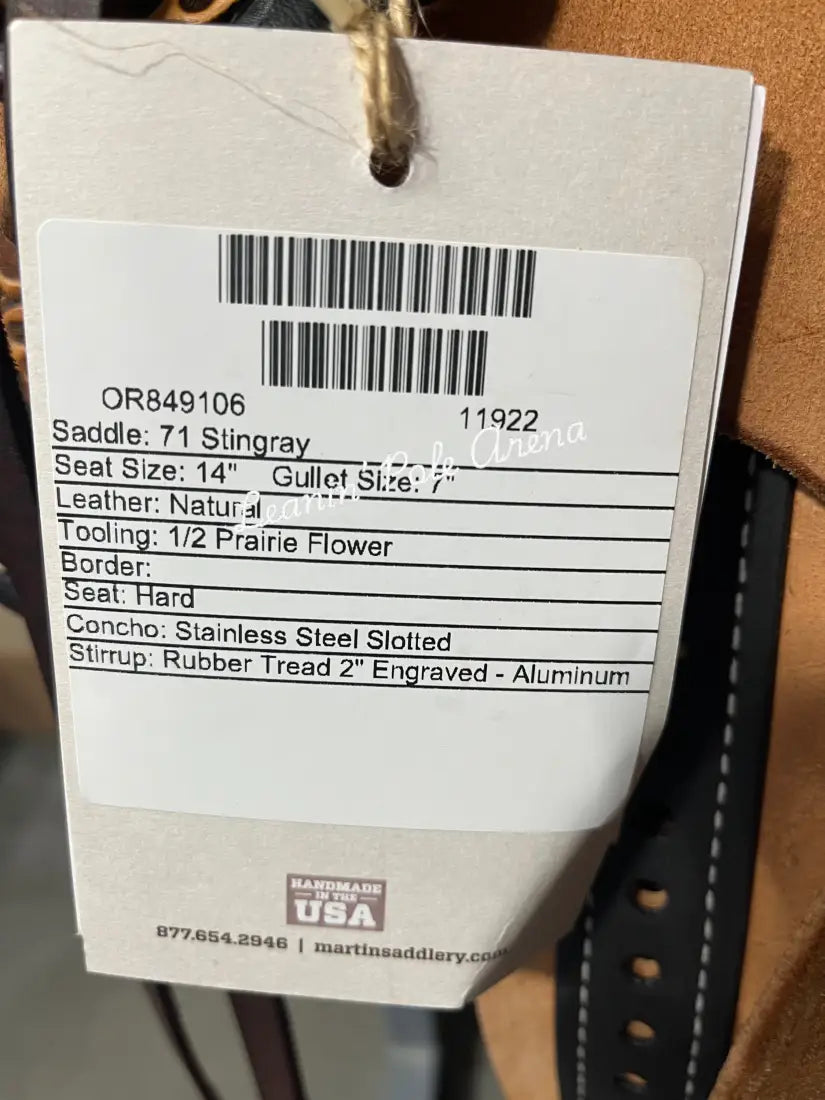 OR849106 11922
Saddle: 71 Stingray
Seat Size: 14" Gullet Size: 7"
Leather: Natural
Leanin' Pole Arena
Tooling: 1/2 Prairie Flower
Border:
Seat: Hard
Concho: Stainless Steel Slotted
Stirrup: Rubber Tread 2" Engraved - Aluminum
HANDMADE
IN THE
USA
877.654.2946 | martinsaddlery.com